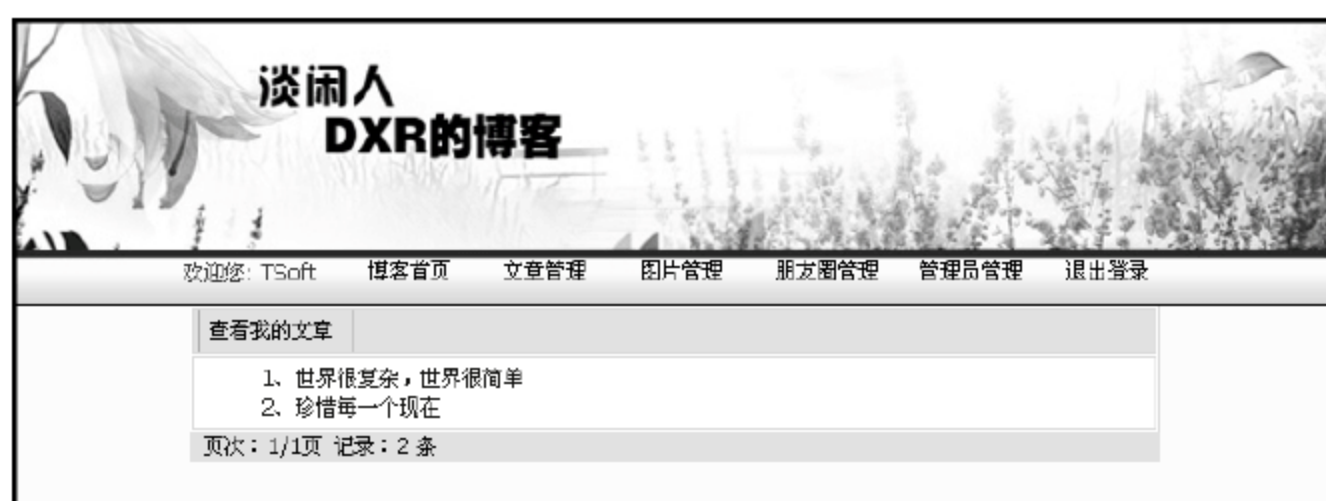 淡闲人
DXR的博客
欢迎您: TSoft 博客首页 文章管理 图片管理 朋友圈管理 管理员管理 退出登录
查看我的文章
1、世界很复杂，世界很简单
2、珍惜每一个现在
页次：1/1页 记录：2 条